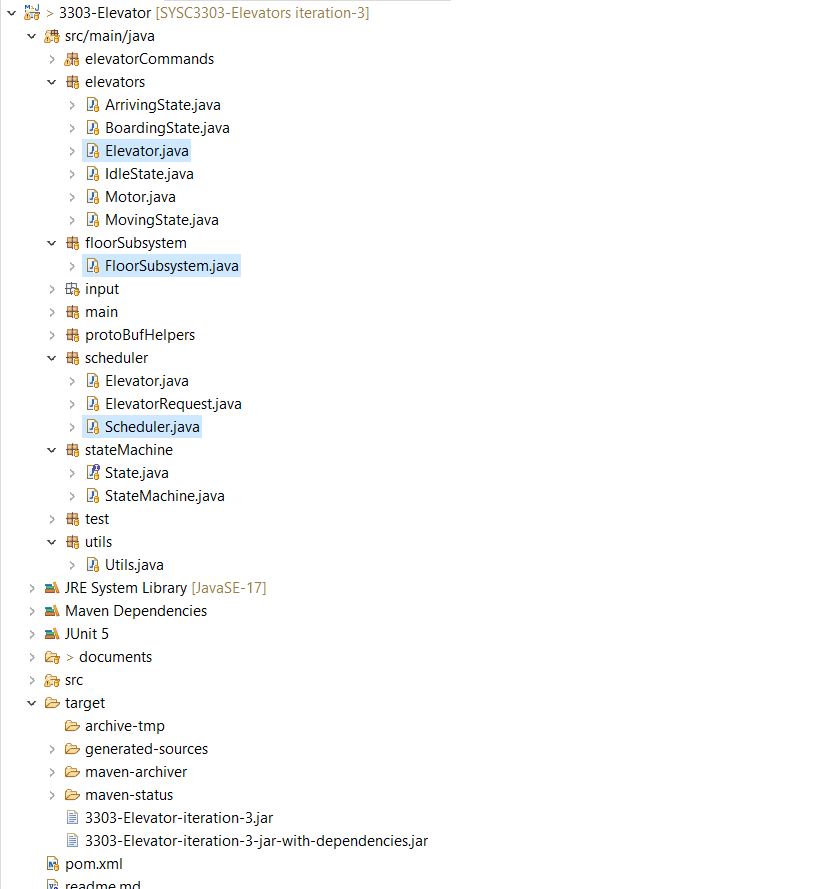 > 3303-Elevator [SYSC3303-Elevators iteration-3]
src/main/java
elevatorCommands
elevators
ArrivingState.java
BoardingState.java
Elevator.java
IdleState.java
Motor.java
MovingState.java
floorSubsystem
FloorSubsystem.java
input
main
protoBufHelpers
scheduler
Elevator.java
ElevatorRequest.java
Scheduler.java
stateMachine
State.java
StateMachine.java
test
utils
Utils.java
JRE System Library [JavaSE-17]
Maven Dependencies
JUnit 5
> documents
src
target
archive-tmp
generated-sources
maven-archiver
maven-status
3303-Elevator-iteration-3.jar
3303-Elevator-iteration-3-jar-with-dependencies.jar
pom.xml
readme.md